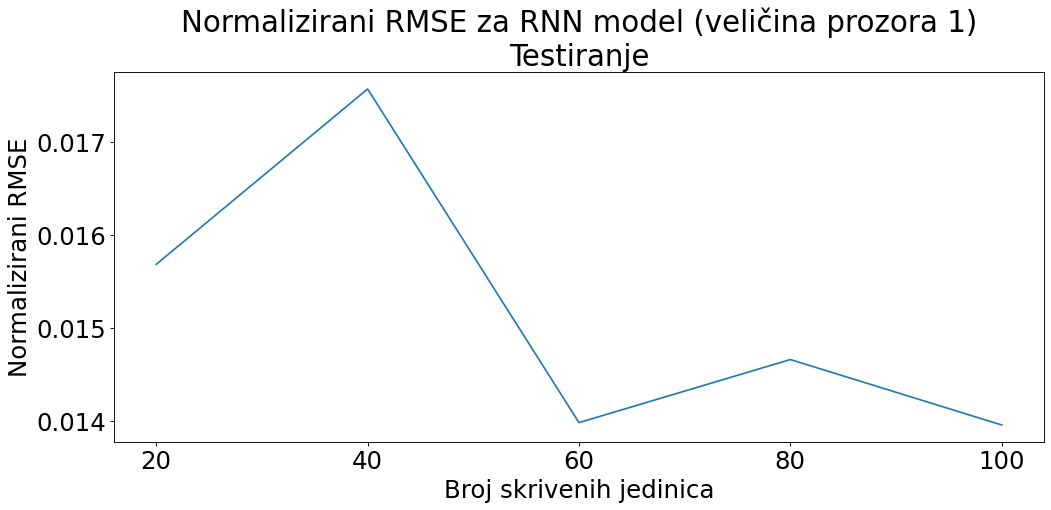 Normalizirani RMSE za RNN model (veličina prozora 1)
Testiranje
Normalizirani RMSE
0.017
0.016
0.015
0.014
20 40 60 80 100
Broj skrivenih jedinica